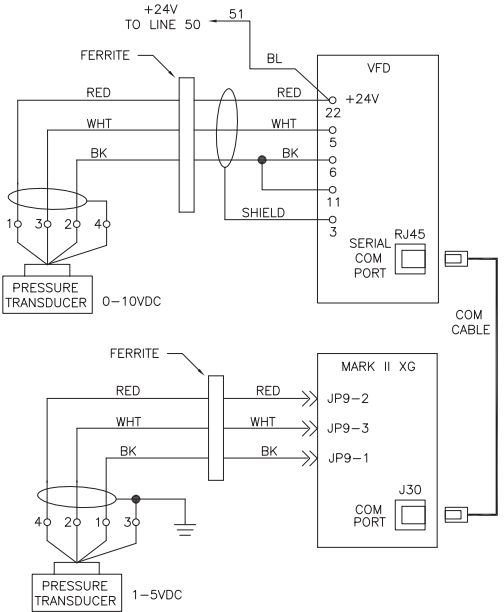 +24V
TO LINE 50
51
BL
FERRITE
VFD
RED
RED
+24V
22
WHT
WHT
5
BK
BK
6
11
SHIELD
3
1
3
2
4
RJ45
SERIAL
COM
PORT
PRESSURE
TRANSDUCER
0-10VDC
COM
CABLE
FERRITE
MARK II XG
RED
RED
JP9-2
WHT
WHT
JP9-3
BK
BK
JP9-1
J30
COM
PORT
4
2
1
3
PRESSURE
TRANSDUCER
1-5VDC